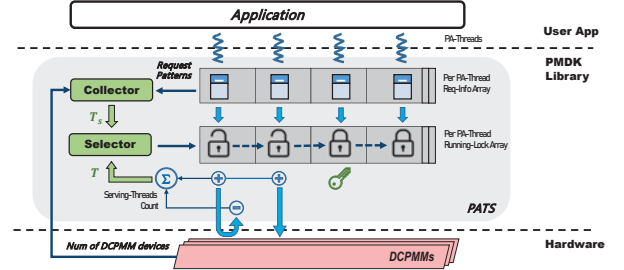 Application
User App
PA-Threads
PMDK
Library
Request
Patterns
Collector
Per PA-Thread
Req-Info Array
Ts
Selector
Per PA-Thread
Running-Lock Array
T
Σ
+
+
Serving-Threads
Count
−
PATS
Hardware
Num of DCPMM devices
DCPMMs